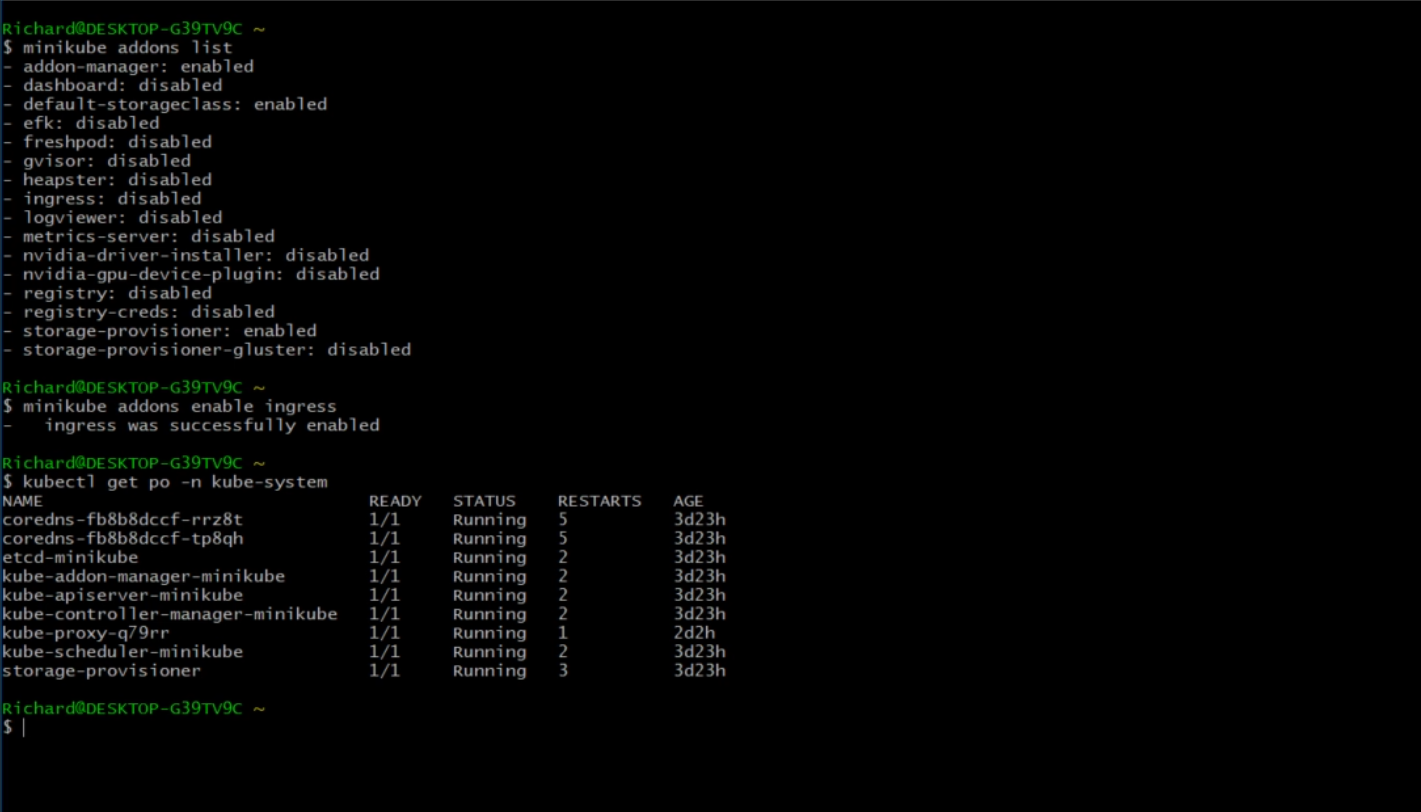 Richard@DESKTOP-G39TV9C ~
$ minikube addons list
- addon-manager: enabled
- dashboard: disabled
- default-storageclass: enabled
- efk: disabled
- freshpod: disabled
- gvisor: disabled
- heapster: disabled
- ingress: disabled
- logviewer: disabled
- metrics-server: disabled
- nvidia-driver-installer: disabled
- nvidia-gpu-device-plugin: disabled
- registry: disabled
- registry-creds: disabled
- storage-provisioner: enabled
- storage-provisioner-gluster: disabled
Richard@DESKTOP-G39TV9C ~
$ minikube addons enable ingress
-   ingress was successfully enabled
Richard@DESKTOP-G39TV9C ~
$ kubectl get po -n kube-system
NAME                               READY   STATUS    RESTARTS   AGE
coredns-fb8b8dccf-rrz8t            1/1     Running   5          3d23h
coredns-fb8b8dccf-tp8qh            1/1     Running   5          3d23h
etcd-minikube                      1/1     Running   2          3d23h
kube-addon-manager-minikube        1/1     Running   2          3d23h
kube-apiserver-minikube            1/1     Running   2          3d23h
kube-controller-manager-minikube   1/1     Running   2          3d23h
kube-proxy-q79rr                   1/1     Running   1          2d2h
kube-scheduler-minikube            1/1     Running   2          3d23h
storage-provisioner                1/1     Running   3          3d23h
Richard@DESKTOP-G39TV9C ~
$